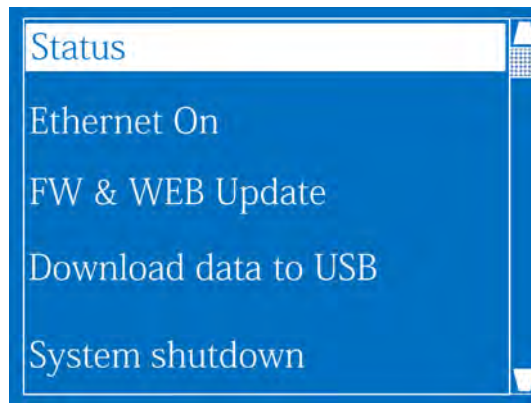 Status
Ethernet On
FW & WEB Update
Download data to USB
System shutdown